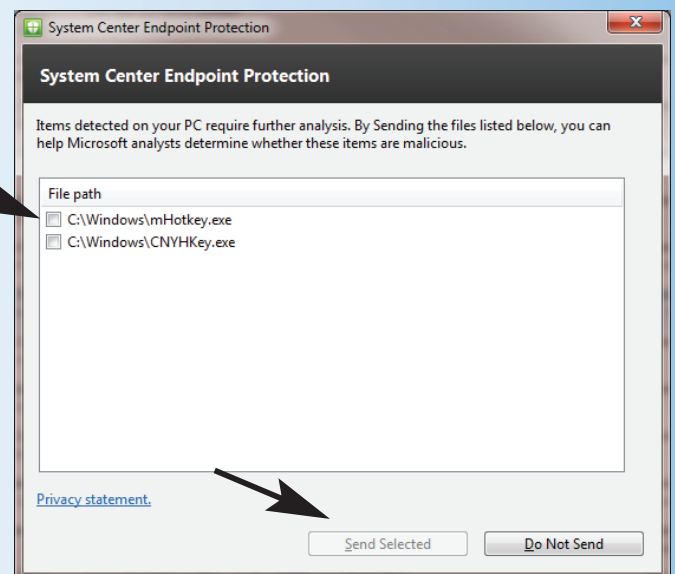 System Center Endpoint Protection
System Center Endpoint Protection
Items detected on your PC require further analysis. By Sending the files listed below, you can
help Microsoft analysts determine whether these items are malicious.
File path
C:\Windows\mHotkey.exe
C:\Windows\CNYHKey.exe
Privacy statement.
Send Selected
Do Not Send